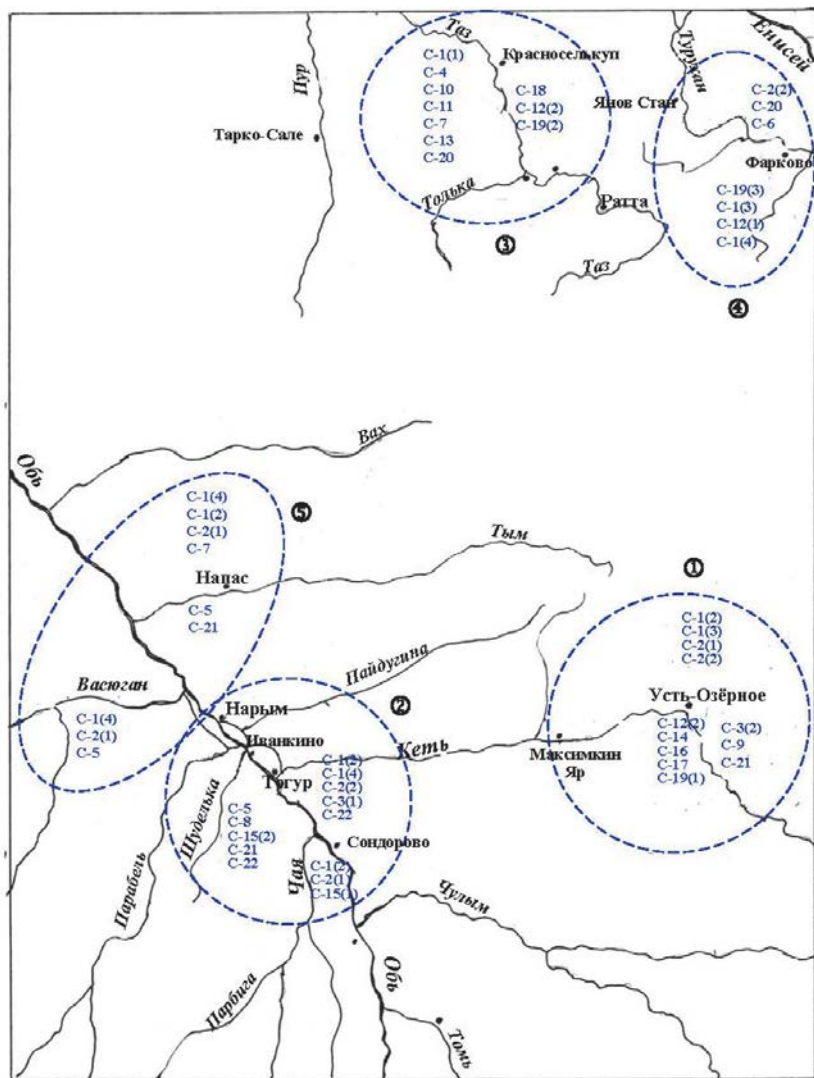 Таз
Пур
Красноселькуп
Турухан
Енисей
С-1(1)
С-4
С-10
С-11
С-7
С-13
С-20
С-18
С-12(2)
С-19(2)
Янов Стан
С-2(2)
С-20
С-6
Тарко-Сале
Фарково
Толька
Ратта
С-19(3)
С-1(3)
С-12(1)
С-1(4)
③
Таз
④
Вах
Обь
С-1(4)
С-1(2)
С-2(1)
С-7
⑤
Тым
Напас
С-5
С-21
①
С-1(2)
С-1(3)
С-2(1)
С-2(2)
Пайдугина
Васюган
Усть-Озёрное
С-1(4)
С-2(1)
С-5
Нарым
②
Иванкино
Кеть
Максимкин
Яр
С-12(2)
С-14
С-16
С-17
С-19(1)
С-3(2)
С-9
С-21
Тогур
С-1(2)
С-1(4)
С-2(2)
С-3(1)
С-22
Шуделька
С-5
С-8
С-15(2)
С-21
С-22
Сондорово
Парабель
Чая
С-1(2)
С-2(1)
С-15(1)
Чулым
Парбига
Обь
Томь